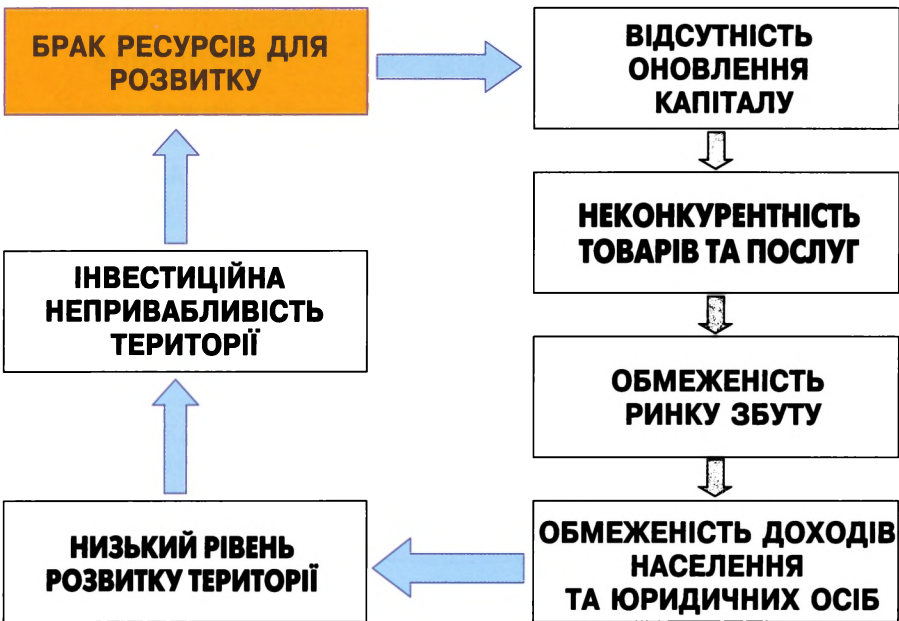 БРАК РЕСУРСІВ ДЛЯ
РОЗВИТКУ
ВІДСУТНІСТЬ
ОНОВЛЕННЯ
КАПІТАЛУ
НЕКОНКУРЕНТНІСТЬ
ТОВАРІВ ТА ПОСЛУГ
ОБМЕЖЕНІСТЬ
РИНКУ ЗБУТУ
ОБМЕЖЕНІСТЬ ДОХОДІВ
НАСЕЛЕННЯ
ТА ЮРИДИЧНИХ ОСІБ
НИЗЬКИЙ РІВЕНЬ
РОЗВИТКУ ТЕРИТОРІЇ
ІНВЕСТИЦІЙНА
НЕПРИВАБЛИВІСТЬ
ТЕРИТОРІЇ